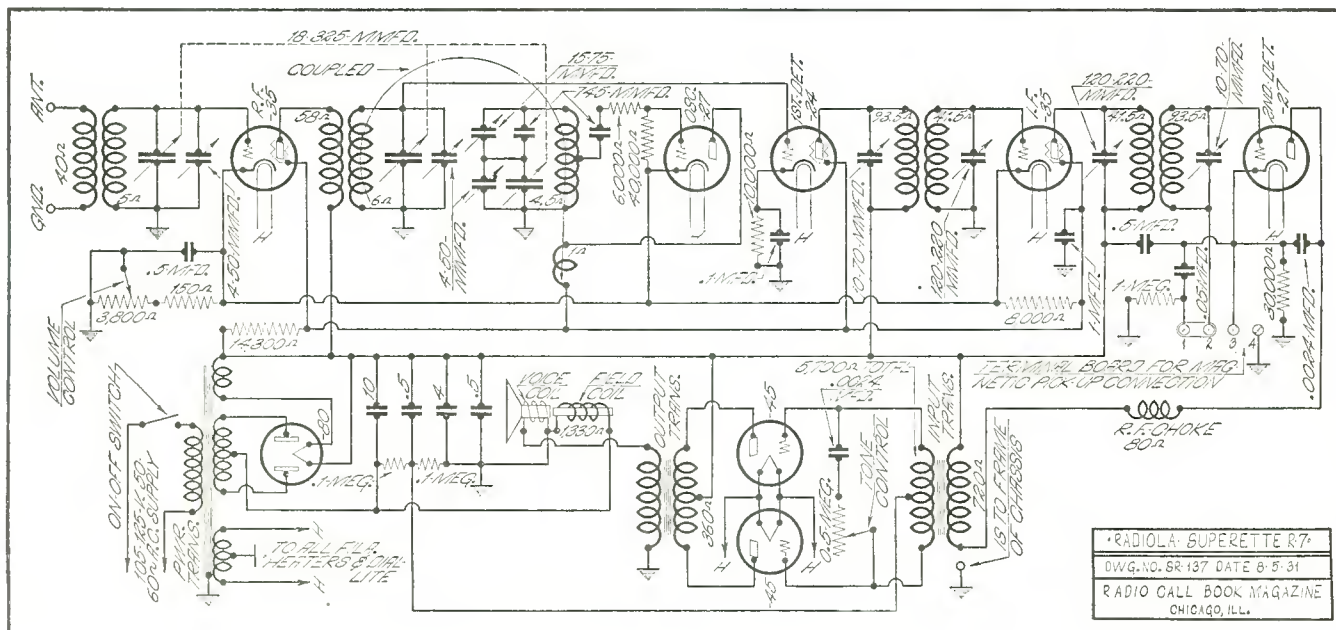 18-325-MMFD.
COUPLED
15-75-
MMFD.
745-MMFD.
120-220-
MMFD.
10-70-
MMFD.
ANT.
GND.
40Ω
5Ω
R.F.
-35
58Ω
6Ω
4-50-MMFD.
4-50-
MMFD.
4.5Ω
1Ω
6,000Ω
40,000Ω
OSC.
-27
1ST. DET.
-24
10,000Ω
.1-MFD.
93.5Ω
41.5Ω
10-70-MMFD.
120-220-
MMFD.
I.F.
-35
.1-MFD.
41.5Ω
93.5Ω
2ND. DET.
-27
H
H
H
H
H
.5-MFD.
150Ω
3,800Ω
VOLUME
CONTROL
14,300Ω
8,000Ω
.5-MFD.
1-MEG.
.05 MFD.
1
2
3
4
30,000Ω
.0024 MFD.
TERMINAL BOARD FOR MAG-
NETIC PICK-UP CONNECTION
R.F. CHOKE
80Ω
ON-OFF SWITCH
105-125-V. 50-
60~A.C. SUPPLY
PWR.
TRANS.
-80
10
.5
4
.5
.1-MEG.
.1-MEG.
VOICE
COIL
FIELD
COIL
1,330Ω
OUTPUT
TRANS.
360Ω
-45
-45
H
H
5,700Ω TOTAL
.0024
MFD.
TONE
CONTROL
0.5 MEG.
INPUT
TRANS.
720Ω
IS TO FRAME
OF CHASSIS
H
TO ALL FILA.
HEATERS & DIAL-
LITE
H
·RADIOLA· SUPERETTE R-7·
DWG. NO. SR-137 DATE 8-5-31
RADIO CALL BOOK MAGAZINE
CHICAGO, ILL.